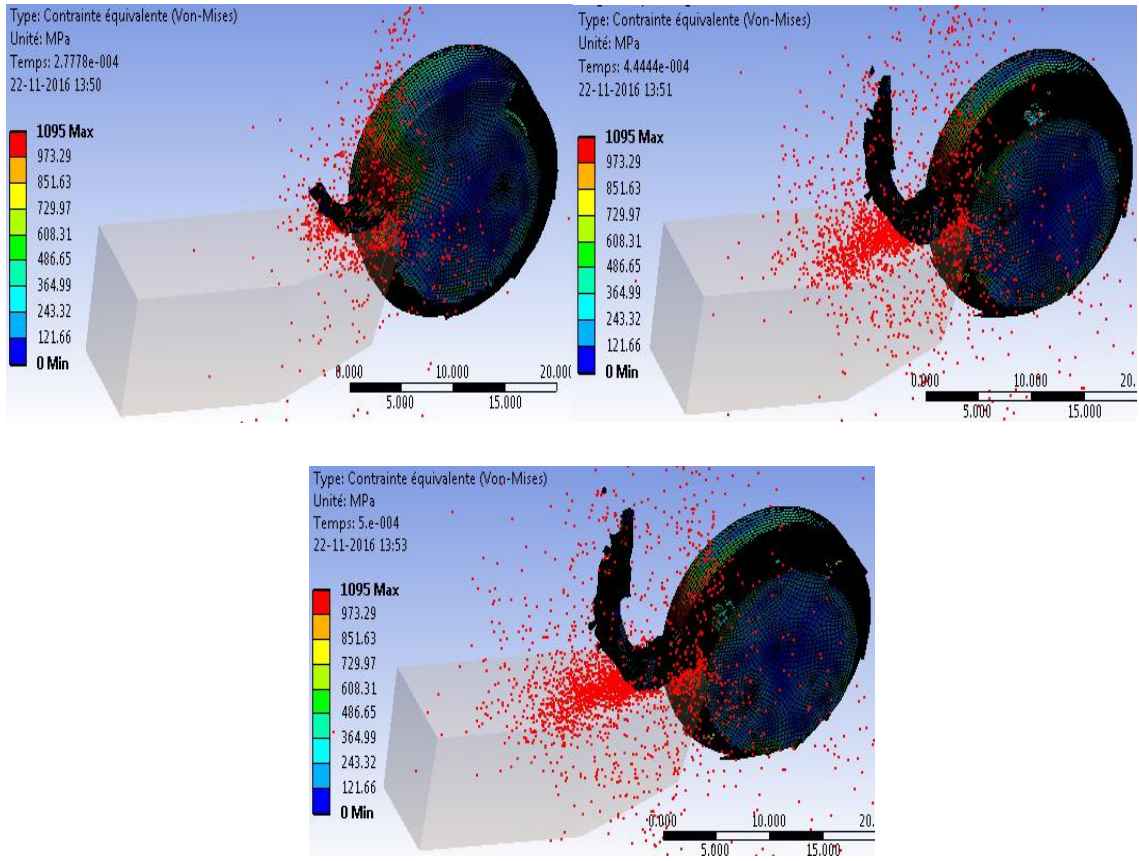 Type: Contrainte équivalente (Von-Mises)
Unité: MPa
Temps: 2.7778e-004
22-11-2016 13:50
1095 Max
973.29
851.63
729.97
608.31
486.65
364.99
243.32
121.66
0 Min
0.000 10.000 20.000
5.000 15.000
Type: Contrainte équivalente (Von-Mises)
Unité: MPa
Temps: 4.4444e-004
22-11-2016 13:51
1095 Max
973.29
851.63
729.97
608.31
486.65
364.99
243.32
121.66
0 Min
0.000 10.000 20.
5.000 15.000
Type: Contrainte équivalente (Von-Mises)
Unité: MPa
Temps: 5.e-004
22-11-2016 13:53
1095 Max
973.29
851.63
729.97
608.31
486.65
364.99
243.32
121.66
0 Min
0.000 10.000 20.
5.000 15.000